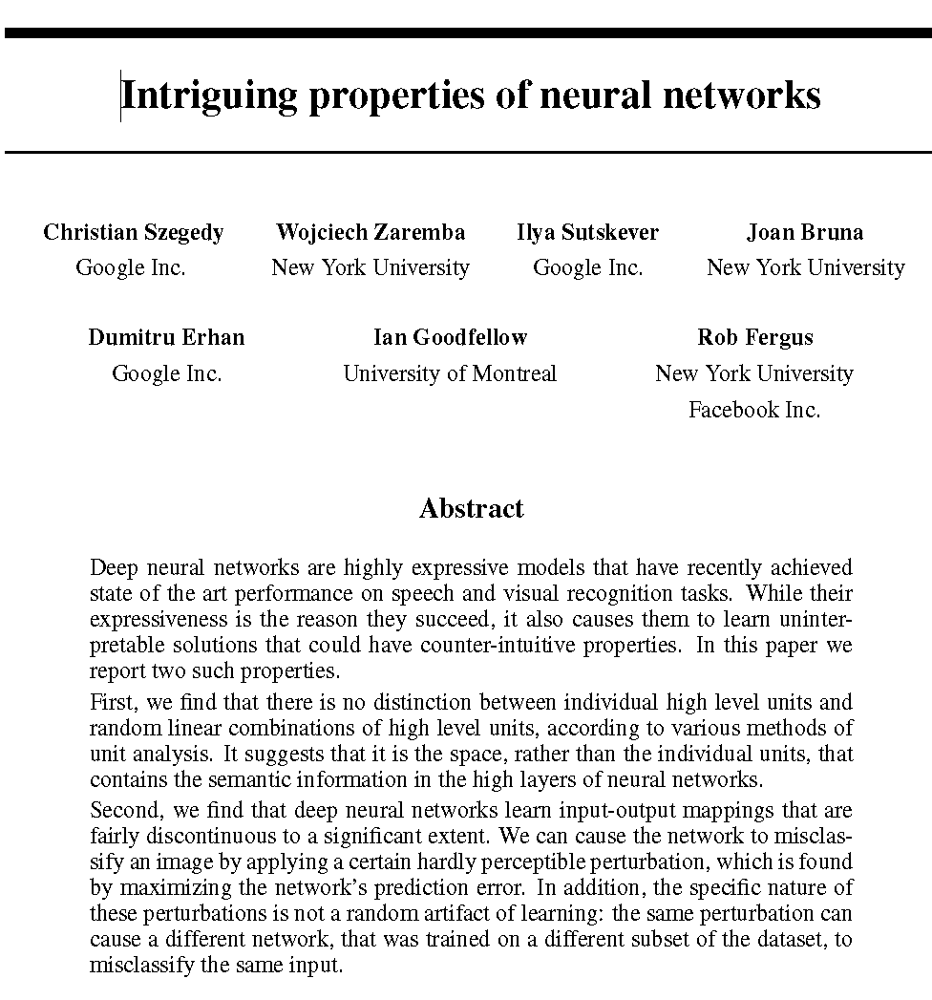 Intriguing properties of neural networks
Christian Szegedy Wojciech Zaremba Ilya Sutskever Joan Bruna
Google Inc. New York University Google Inc. New York University
Dumitru Erhan Ian Goodfellow Rob Fergus
Google Inc. University of Montreal New York University
Facebook Inc.
Abstract
Deep neural networks are highly expressive models that have recently achieved
state of the art performance on speech and visual recognition tasks. While their
expressiveness is the reason they succeed, it also causes them to learn uninter-
pretable solutions that could have counter-intuitive properties. In this paper we
report two such properties.
First, we find that there is no distinction between individual high level units and
random linear combinations of high level units, according to various methods of
unit analysis. It suggests that it is the space, rather than the individual units, that
contains the semantic information in the high layers of neural networks.
Second, we find that deep neural networks learn input-output mappings that are
fairly discontinuous to a significant extent. We can cause the network to misclas-
sify an image by applying a certain hardly perceptible perturbation, which is found
by maximizing the network's prediction error. In addition, the specific nature of
these perturbations is not a random artifact of learning: the same perturbation can
cause a different network, that was trained on a different subset of the dataset, to
misclassify the same input.